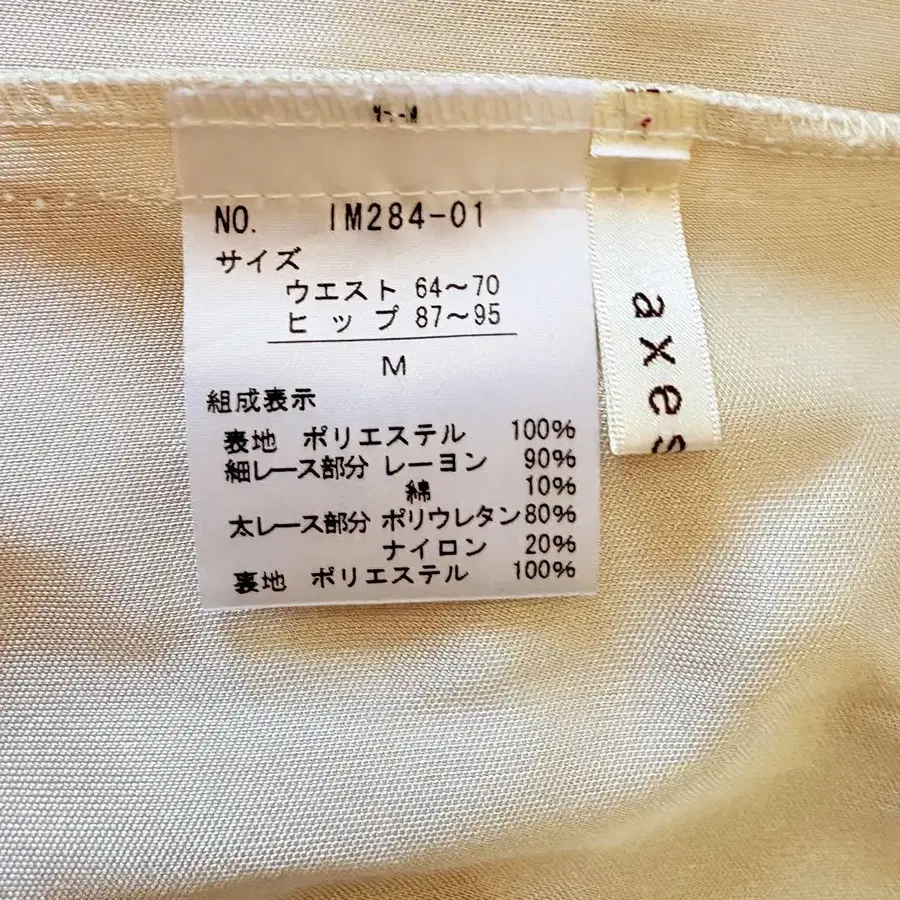 NO. IM284-01
サイズ
ウエスト 64〜70
ヒップ 87〜95
M
組成表示
表地 ポリエステル 100%
細レース部分 レーヨン 90%
綿 10%
太レース部分 ポリウレタン 80%
ナイロン 20%
裏地 ポリエステル 100%
axes